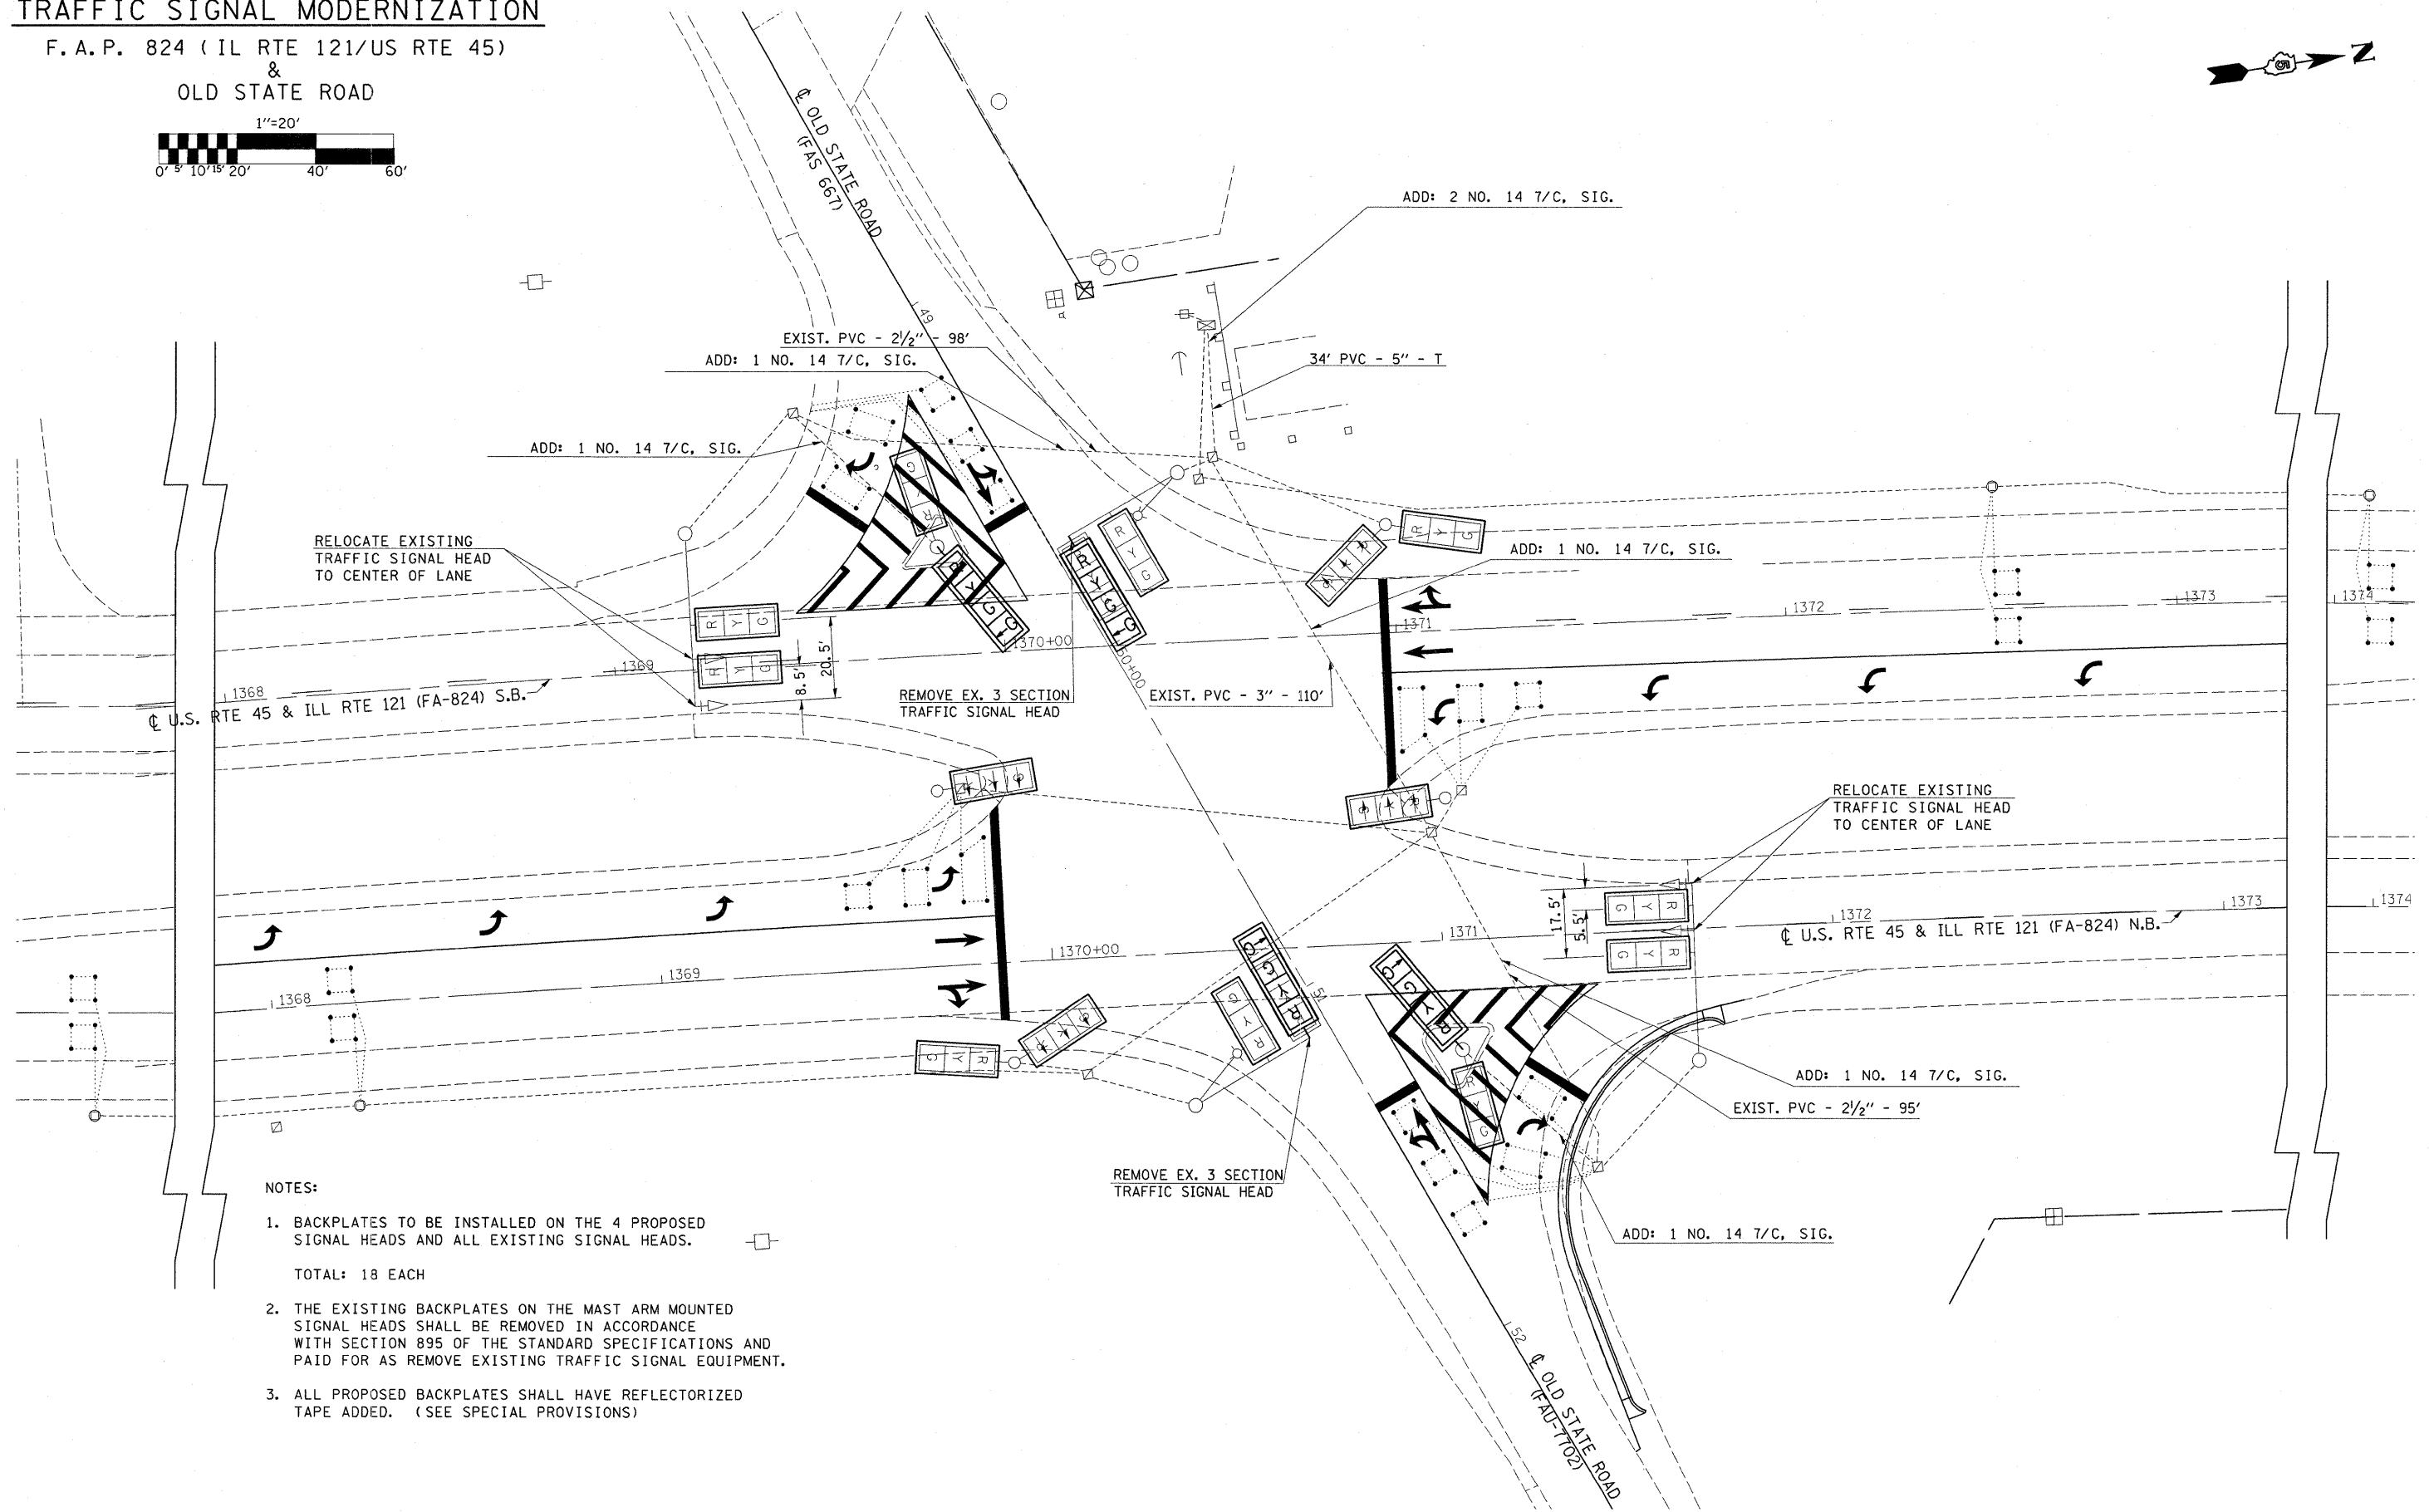 TRAFFIC SIGNAL MODERNIZATION
F.A.P. 824 (IL RTE 121/US RTE 45)
&
OLD STATE ROAD
1"=20'
0' 5' 10' 15' 20' 40' 60'
N
℄ OLD STATE ROAD
(FAS 667)
49
ADD: 2 NO. 14 7/C, SIG.
EXIST. PVC - 2½" - 98'
ADD: 1 NO. 14 7/C, SIG.
34' PVC - 5" - T
ADD: 1 NO. 14 7/C, SIG.
RELOCATE EXISTING
TRAFFIC SIGNAL HEAD
TO CENTER OF LANE
ADD: 1 NO. 14 7/C, SIG.
G Y R
R Y G G
R Y G G
R Y G
R Y G
R Y G
R Y G
1368
1369
1370+00
50+00
1371
1372
1373
1374
8.5'
20.5'
℄ U.S. RTE 45 & ILL RTE 121 (FA-824) S.B.
REMOVE EX. 3 SECTION
TRAFFIC SIGNAL HEAD
EXIST. PVC - 3" - 110'
RELOCATE EXISTING
TRAFFIC SIGNAL HEAD
TO CENTER OF LANE
17.5'
5.5'
G Y R
G Y R
1368
1369
1370+00
1371
1372
1373
1374
℄ U.S. RTE 45 & ILL RTE 121 (FA-824) N.B.
51
G G Y R
G G Y R
G Y R
G Y R
R Y G
ADD: 1 NO. 14 7/C, SIG.
EXIST. PVC - 2½" - 95'
REMOVE EX. 3 SECTION
TRAFFIC SIGNAL HEAD
ADD: 1 NO. 14 7/C, SIG.
52
℄ OLD STATE ROAD
(FAU-7702)
NOTES:
1. BACKPLATES TO BE INSTALLED ON THE 4 PROPOSED
SIGNAL HEADS AND ALL EXISTING SIGNAL HEADS.
TOTAL: 18 EACH
2. THE EXISTING BACKPLATES ON THE MAST ARM MOUNTED
SIGNAL HEADS SHALL BE REMOVED IN ACCORDANCE
WITH SECTION 895 OF THE STANDARD SPECIFICATIONS AND
PAID FOR AS REMOVE EXISTING TRAFFIC SIGNAL EQUIPMENT.
3. ALL PROPOSED BACKPLATES SHALL HAVE REFLECTORIZED
TAPE ADDED. (SEE SPECIAL PROVISIONS)